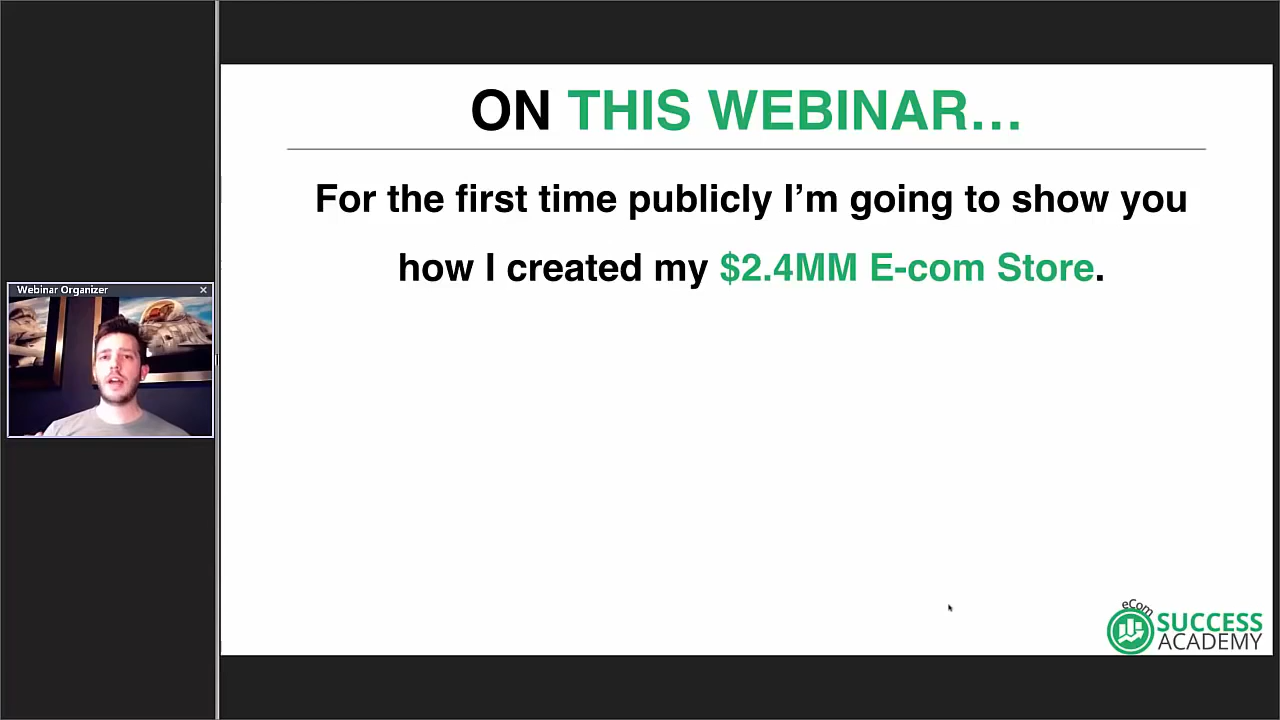 ON THIS WEBINAR...
For the first time publicly I’m going to show you
how I created my $2.4MM E-com Store.
Webinar Organizer
eCom
SUCCESS
ACADEMY